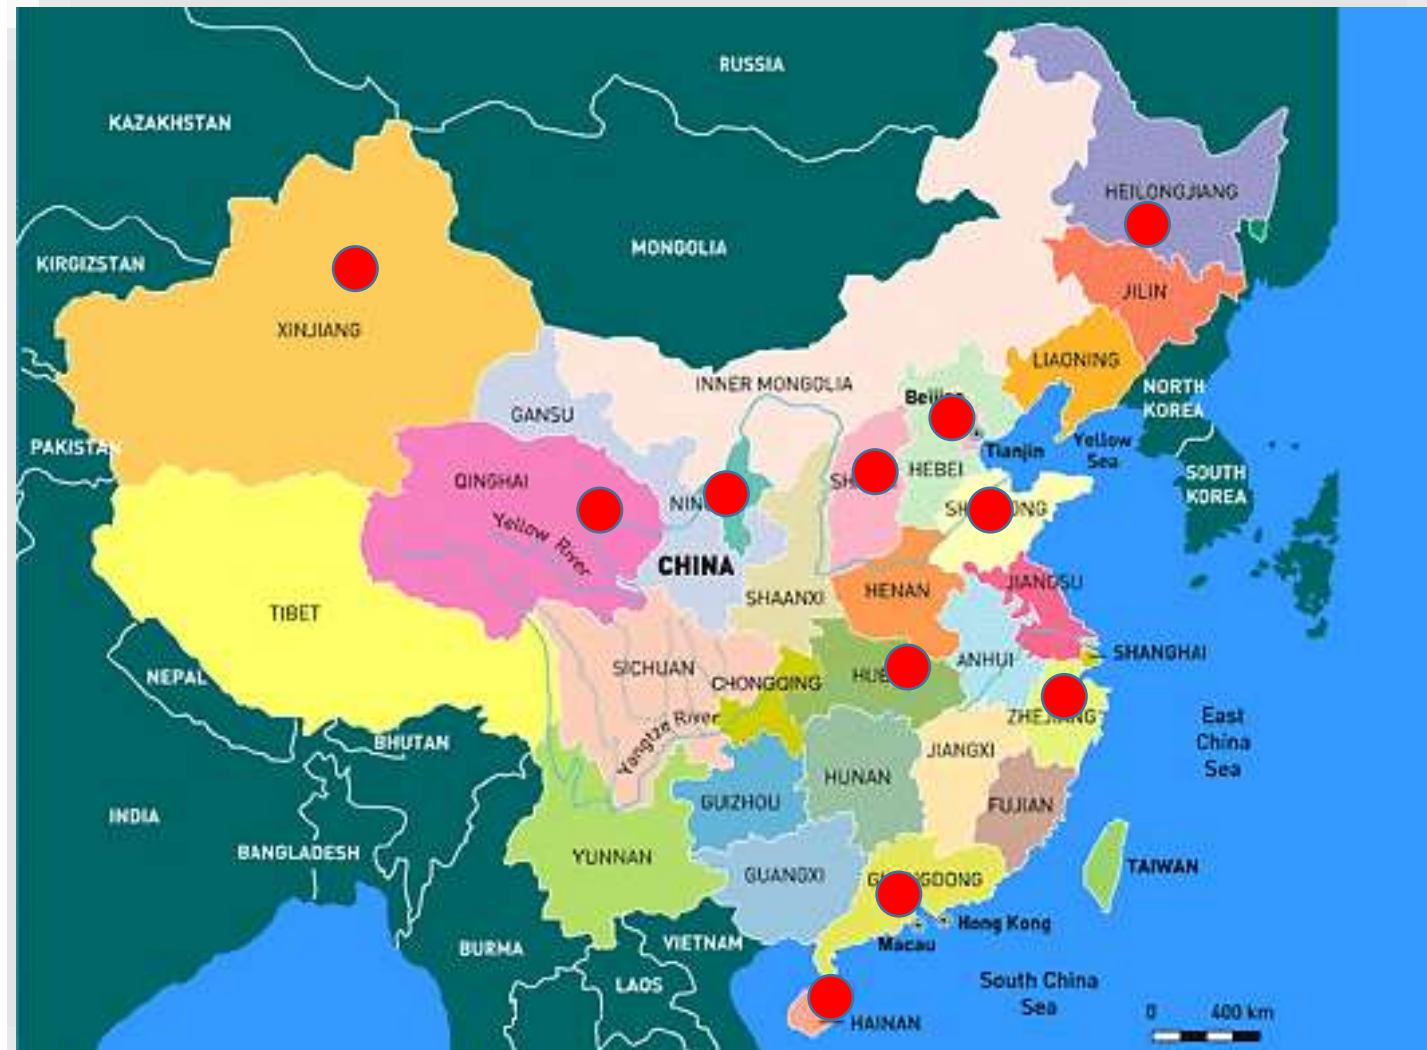 RUSSIA
KAZAKHSTAN
HEILONGJIANG
MONGOLIA
KIRGIZSTAN
JILIN
XINJIANG
LIAONING
INNER MONGOLIA
NORTH
KOREA
GANSU
Tianjin
Yellow
Sea
PAKISTAN
HEBEI
QINGHAI
SOUTH
KOREA
Yellow River
CHINA
JIANGSU
HENAN
SHAANXI
TIBET
SHANGHAI
ANHUI
SICHUAN
NEPAL
CHONGQING
East
China
Sea
Yangtze River
BHUTAN
JIANGXI
HUNAN
GUIZHOU
FUJIAN
INDIA
BANGLADESH
YUNNAN
GUANGXI
TAIWAN
Hong Kong
Macau
BURMA
VIETNAM
LAOS
South China
Sea
HAINAN
0 400 km